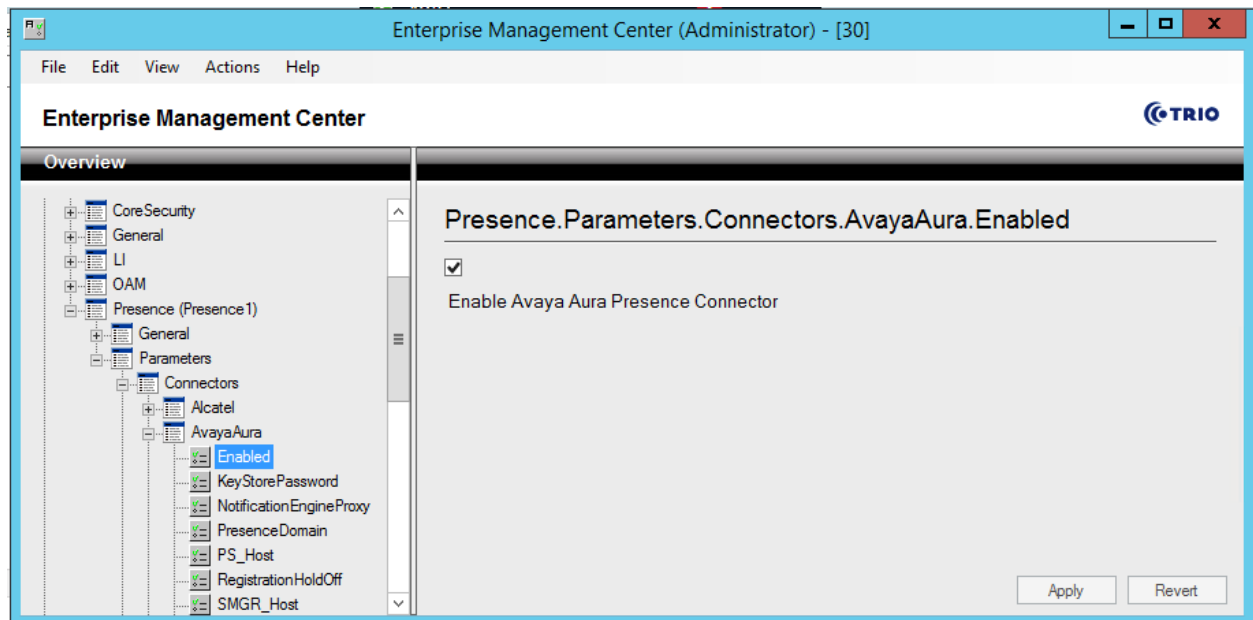 Enterprise Management Center (Administrator) - [30]
File Edit View Actions Help
Enterprise Management Center
TRIO
Overview
CoreSecurity
General
LI
OAM
Presence (Presence1)
General
Parameters
Connectors
Alcatel
AvayaAura
Enabled
KeyStorePassword
NotificationEngineProxy
PresenceDomain
PS_Host
RegistrationHoldOff
SMGR_Host
Presence.Parameters.Connectors.AvayaAura.Enabled
Enable Avaya Aura Presence Connector
Apply Revert